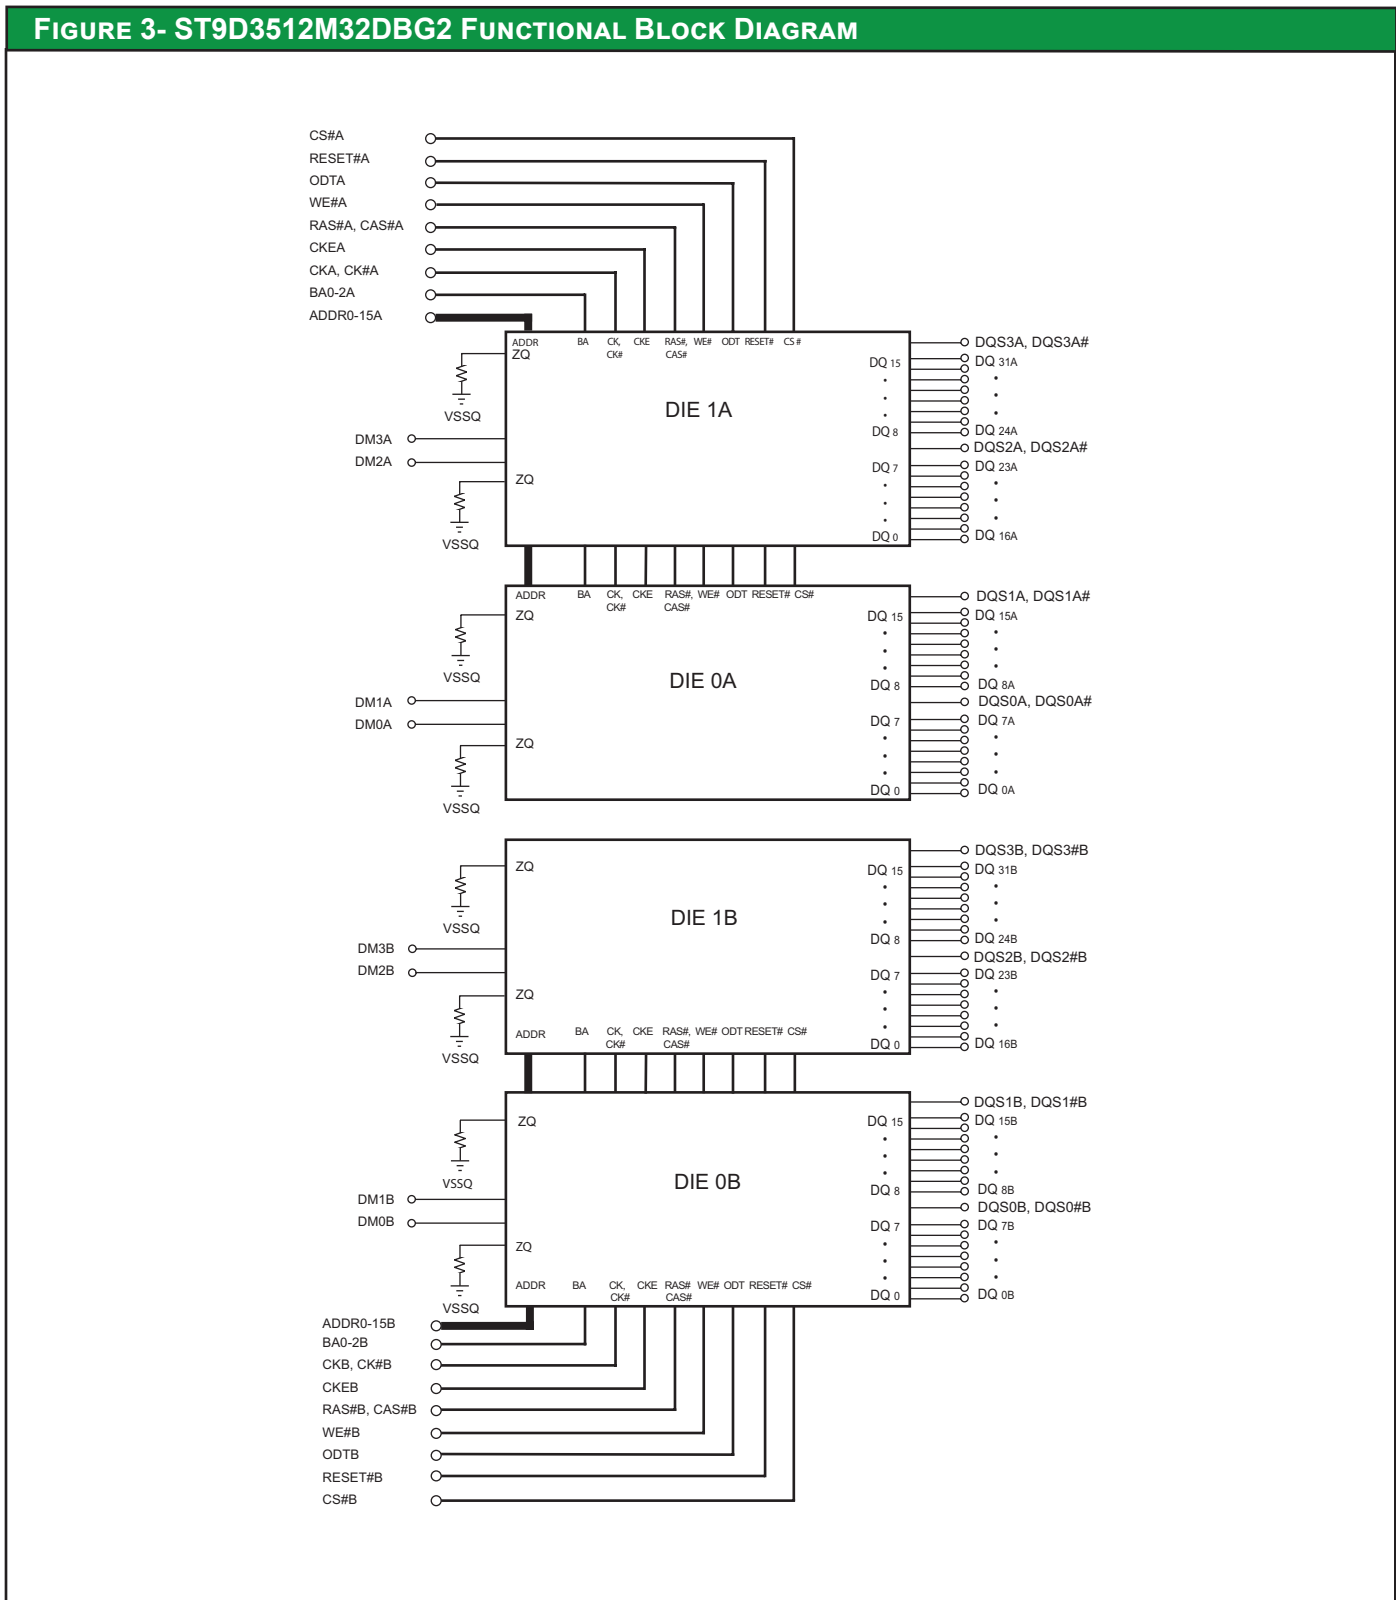 FIGURE 3- ST9D3512M32DBG2 FUNCTIONAL BLOCK DIAGRAM
CS#A
RESET#A
ODTA
WE#A
RAS#A, CAS#A
CKEA
CKA, CK#A
BA0-2A
ADDR0-15A
ADDR BA CK, CK# CKE RAS#, CAS# WE# ODT RESET# CS #
ZQ
VSSQ
DM3A
DM2A
ZQ
VSSQ
DIE 1A
DQ 15
DQ 8
DQ 7
DQ 0
DQS3A, DQS3A#
DQ 31A
DQ 24A
DQS2A, DQS2A#
DQ 23A
DQ 16A
ADDR BA CK, CK# CKE RAS#, CAS# WE# ODT RESET# CS#
ZQ
VSSQ
DM1A
DM0A
ZQ
VSSQ
DIE 0A
DQ 15
DQ 8
DQ 7
DQ 0
DQS1A, DQS1A#
DQ 15A
DQ 8A
DQS0A, DQS0A#
DQ 7A
DQ 0A
ZQ
VSSQ
DM3B
DM2B
ZQ
VSSQ
DIE 1B
DQ 15
DQ 8
DQ 7
DQ 0
DQS3B, DQS3#B
DQ 31B
DQ 24B
DQS2B, DQS2#B
DQ 23B
DQ 16B
ADDR BA CK, CK# CKE RAS#, CAS# WE# ODT RESET# CS#
ZQ
VSSQ
DM1B
DM0B
ZQ
VSSQ
DIE 0B
DQ 15
DQ 8
DQ 7
DQ 0
DQS1B, DQS1#B
DQ 15B
DQ 8B
DQS0B, DQS0#B
DQ 7B
DQ 0B
ADDR BA CK, CK# CKE RAS# CAS# WE# ODT RESET# CS#
ADDR0-15B
BA0-2B
CKB, CK#B
CKEB
RAS#B, CAS#B
WE#B
ODTB
RESET#B
CS#B